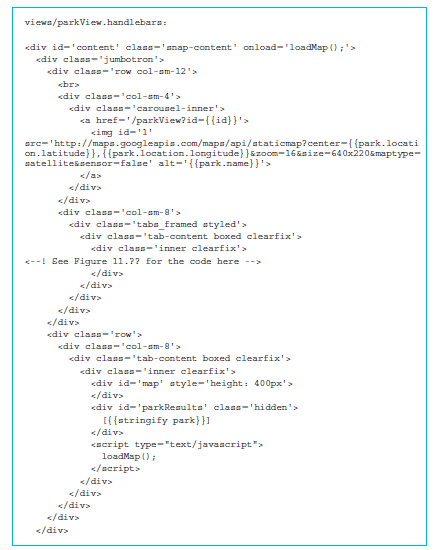 views/parkView.handlebars:
<div id='content' class='snap-content' onload='loadMap();'>
<div class='jumbotron'>
<div class='row col-sm-12'>
<br>
<div class='col-sm-4'>
<div class='carousel-inner'>
<a href='/parkView?id={{id}}'>
<img id='1'
src='http://maps.googleapis.com/maps/api/staticmap?center={{park.locati
on.latitude}},{{park.location.longitude}}&zoom=16&size=640x220&maptype=
satellite&sensor=false' alt='{{park.name}}'>
</a>
</div>
</div>
<div class='col-sm-8'>
<div class='tabs_framed styled'>
<div class='tab-content boxed clearfix'>
<div class='inner clearfix'>
<--! See Figure 11.?? for the code here -->
</div>
</div>
</div>
</div>
</div>
<div class='row'>
<div class='col-sm-8'>
<div class='tab-content boxed clearfix'>
<div class='inner clearfix'>
<div id='map' style='height: 400px'>
</div>
<div id='parkResults' class='hidden'>
[{{stringify park}}]
</div>
<script type="text/javascript">
loadMap();
</script>
</div>
</div>
</div>
</div>
</div>